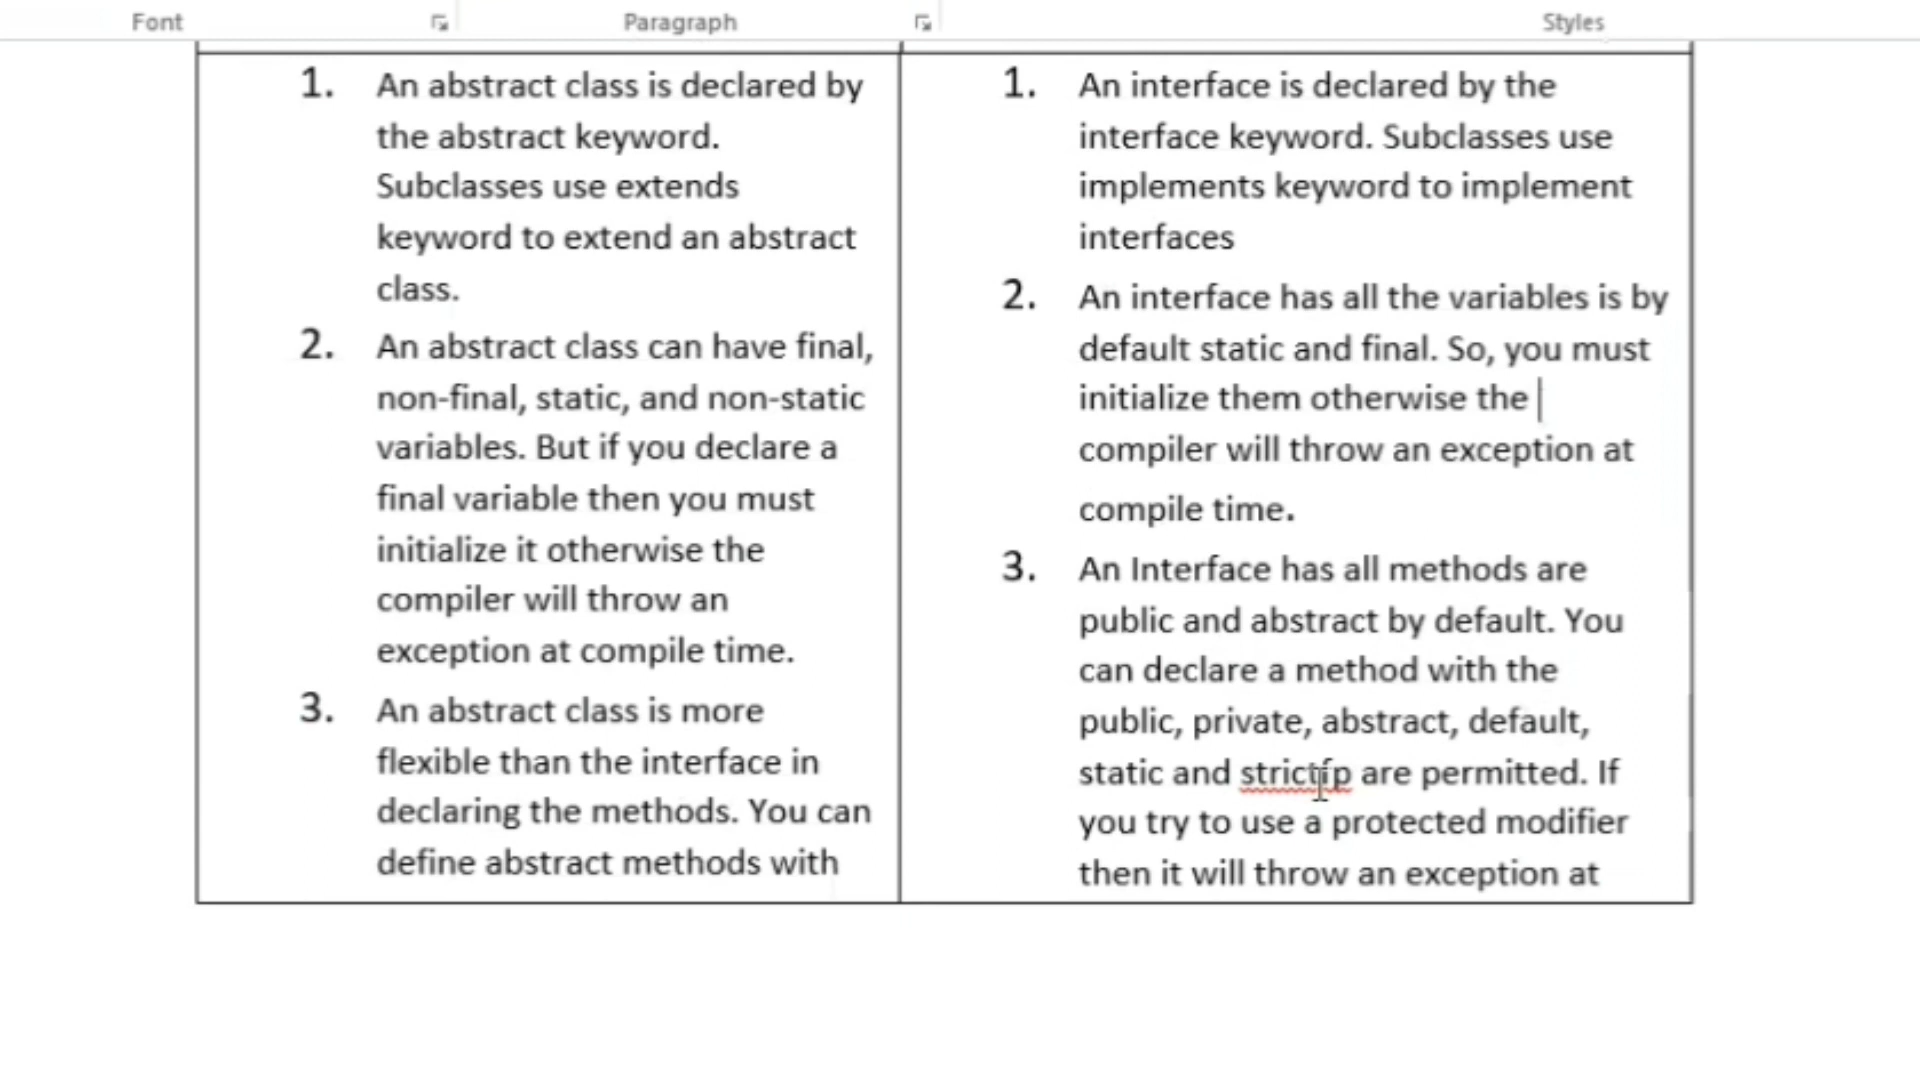 Font
Paragraph
Styles
1. An abstract class is declared by
the abstract keyword.
Subclasses use extends
keyword to extend an abstract
class.
2. An abstract class can have final,
non-final, static, and non-static
variables. But if you declare a
final variable then you must
initialize it otherwise the
compiler will throw an
exception at compile time.
3. An abstract class is more
flexible than the interface in
declaring the methods. You can
define abstract methods with
1. An interface is declared by the
interface keyword. Subclasses use
implements keyword to implement
interfaces
2. An interface has all the variables is by
default static and final. So, you must
initialize them otherwise the
compiler will throw an exception at
compile time.
3. An Interface has all methods are
public and abstract by default. You
can declare a method with the
public, private, abstract, default,
static and strictfp are permitted. If
you try to use a protected modifier
then it will throw an exception at